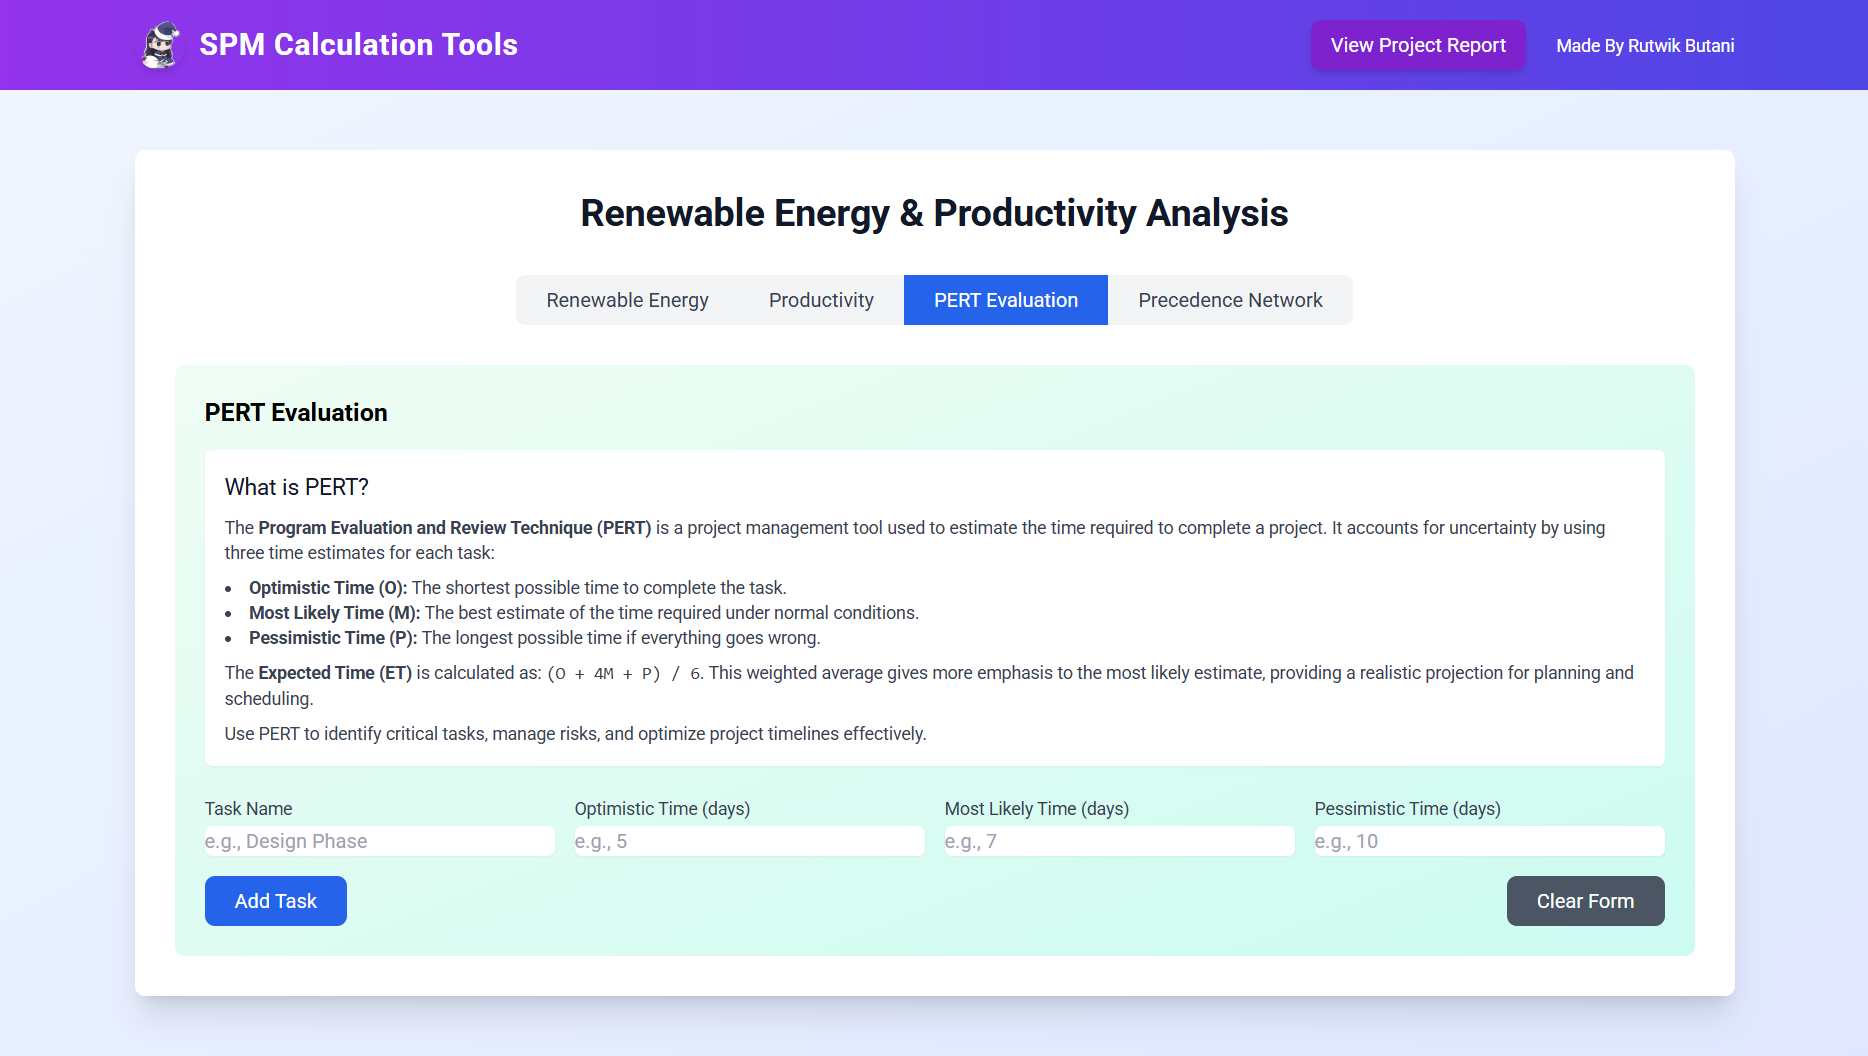 SPM Calculation Tools
View Project Report
Made By Rutwik Butani
Renewable Energy & Productivity Analysis
Renewable Energy
Productivity
PERT Evaluation
Precedence Network
PERT Evaluation
What is PERT?
The Program Evaluation and Review Technique (PERT) is a project management tool used to estimate the time required to complete a project. It accounts for uncertainty by using
three time estimates for each task:
• Optimistic Time (O): The shortest possible time to complete the task.
• Most Likely Time (M): The best estimate of the time required under normal conditions.
• Pessimistic Time (P): The longest possible time if everything goes wrong.
The Expected Time (ET) is calculated as: (O + 4M + P) / 6. This weighted average gives more emphasis to the most likely estimate, providing a realistic projection for planning and
scheduling.
Use PERT to identify critical tasks, manage risks, and optimize project timelines effectively.
Task Name
Optimistic Time (days)
Most Likely Time (days)
Pessimistic Time (days)
e.g., Design Phase
e.g., 5
e.g., 7
e.g., 10
Add Task
Clear Form